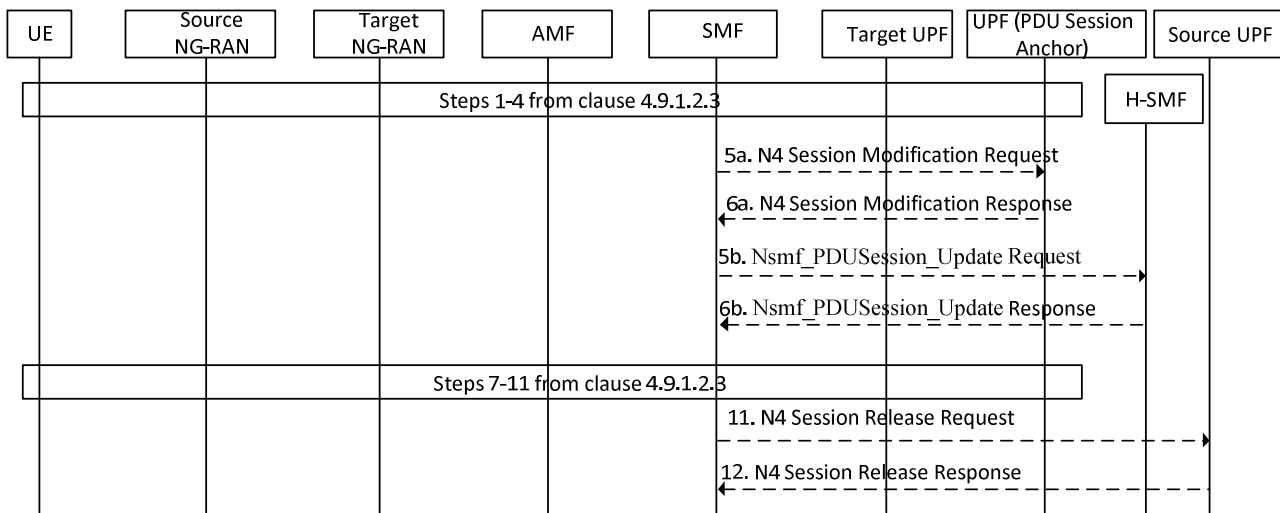 UE
Source
NG-RAN
Target
NG-RAN
AMF
SMF
Target UPF
UPF (PDU Session
Anchor)
Source UPF
Steps 1-4 from clause 4.9.1.2.3
H-SMF
5a. N4 Session Modification Request
6a. N4 Session Modification Response
5b. Nsmf_PDUSession_Update Request
6b. Nsmf_PDUSession_Update Response
Steps 7-11 from clause 4.9.1.2.3
11. N4 Session Release Request
12. N4 Session Release Response